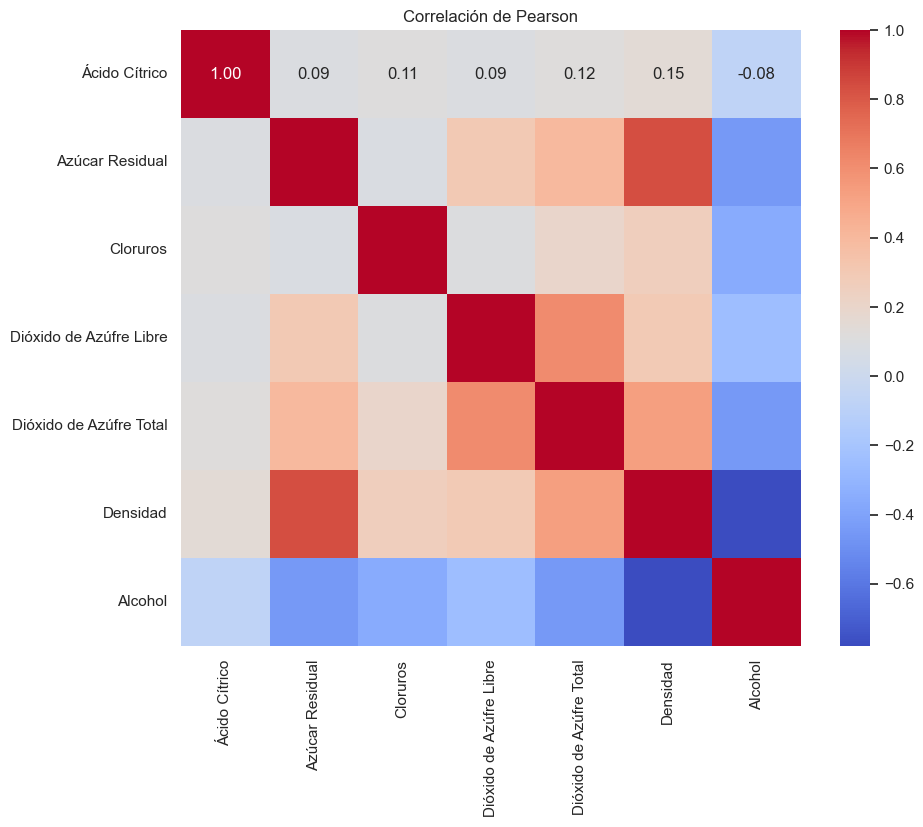 Correlación de Pearson
Ácido Cítrico
1.00 0.09 0.11 0.09 0.12 0.15 -0.08
Azúcar Residual
Cloruros
Dióxido de Azúfre Libre
Dióxido de Azúfre Total
Densidad
Alcohol
Ácido Cítrico
Azúcar Residual
Cloruros
Dióxido de Azúfre Libre
Dióxido de Azúfre Total
Densidad
Alcohol
1.0
0.8
0.6
0.4
0.2
0.0
−0.2
−0.4
−0.6